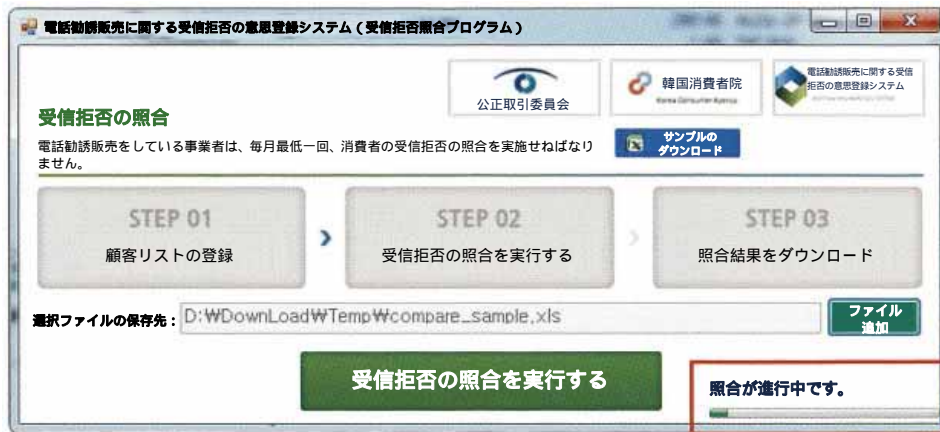 電話勧誘販売に関する受信拒否の意思登録システム（受信拒否照合プログラム）
公正取引委員会
韓国消費者院
Korea Consumer Agency
電話勧誘販売に関する受信
拒否の意思登録システム
受信拒否の照合
電話勧誘販売をしている事業者は、毎月最低一回、消費者の受信拒否の照合を実施せねばなり
ません。
サンプルの
ダウンロード
STEP 01
顧客リストの登録
STEP 02
受信拒否の照合を実行する
STEP 03
照合結果をダウンロード
選択ファイルの保存先：
D:₩DownLoad₩Temp₩compare_sample,xls
ファイル
追加
受信拒否の照合を実行する
照合が進行中です。